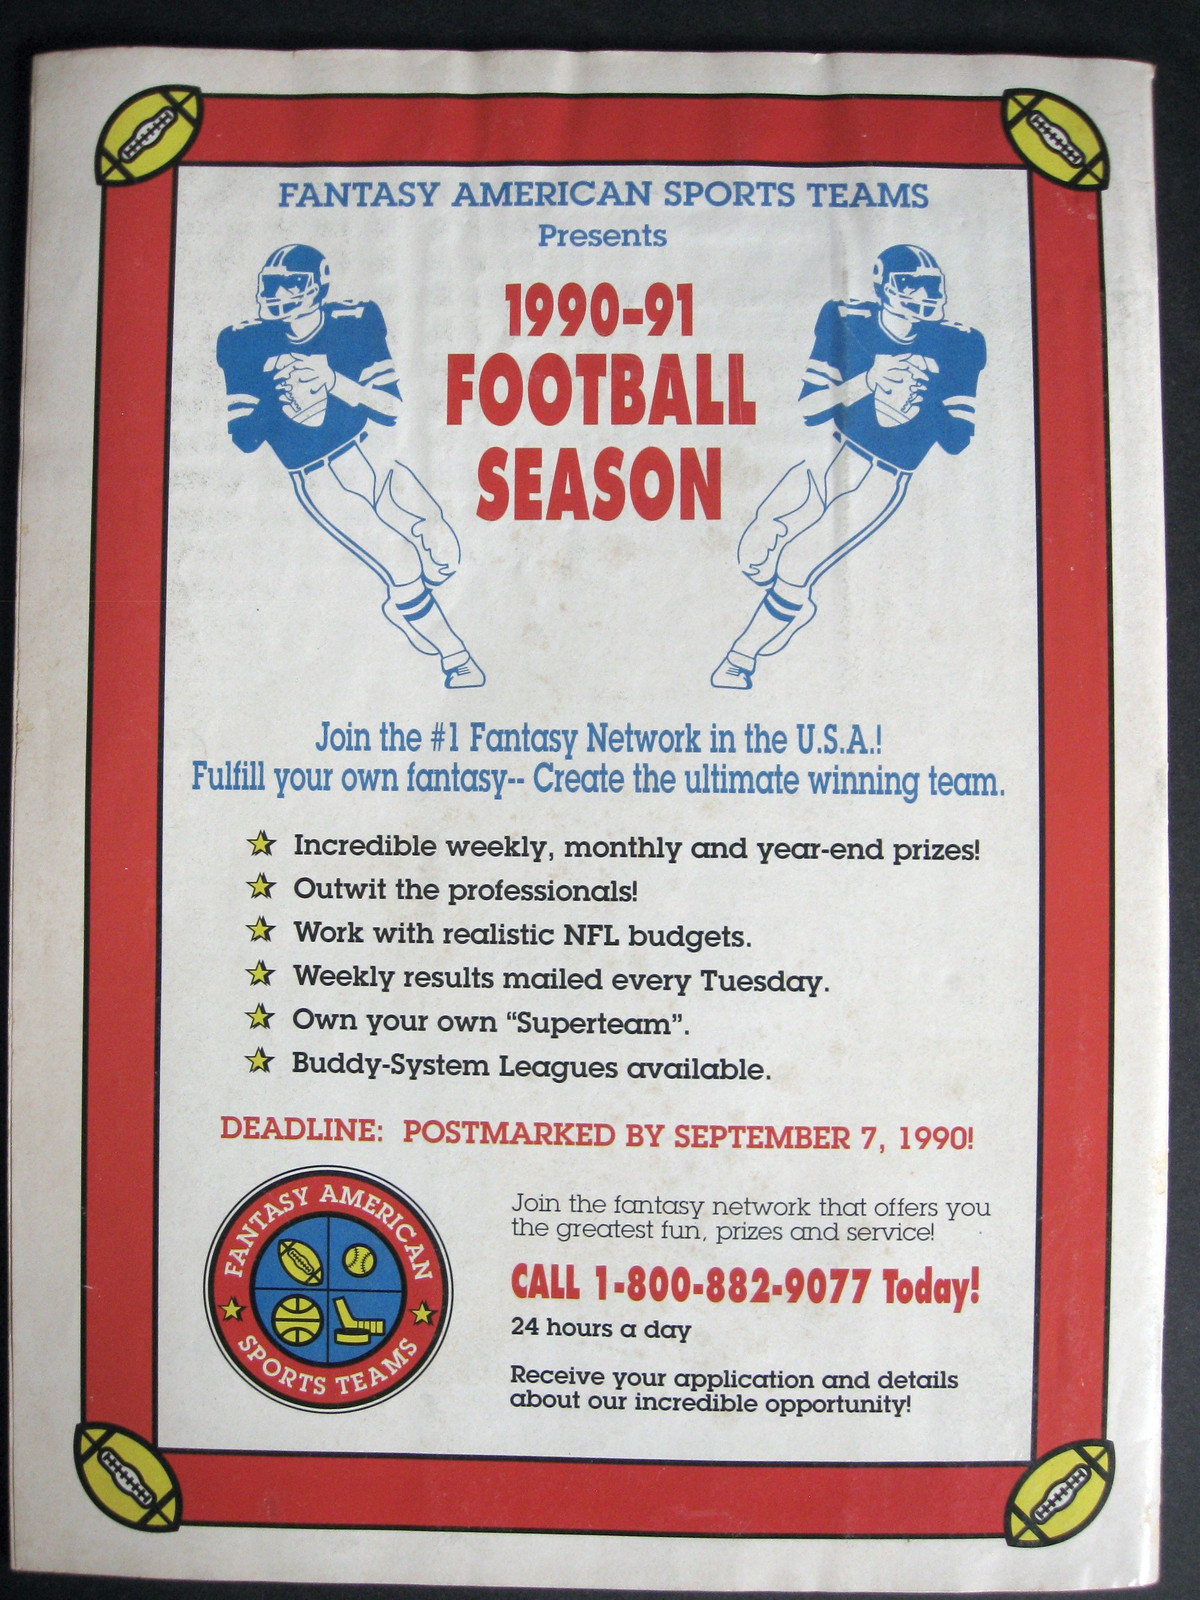 FANTASY AMERICAN SPORTS TEAMS
Presents
1990-91
FOOTBALL
SEASON
Join the #1 Fantasy Network in the U.S.A.!
Fulfill your own fantasy-- Create the ultimate winning team.
Incredible weekly, monthly and year-end prizes!
Outwit the professionals!
Work with realistic NFL budgets.
Weekly results mailed every Tuesday.
Own your own “Superteam”.
Buddy-System Leagues available.
DEADLINE: POSTMARKED BY SEPTEMBER 7, 1990!
FANTASY AMERICAN
SPORTS TEAMS
Join the fantasy network that offers you
the greatest fun, prizes and service!
CALL 1-800-882-9077 Today!
24 hours a day
Receive your application and details
about our incredible opportunity!